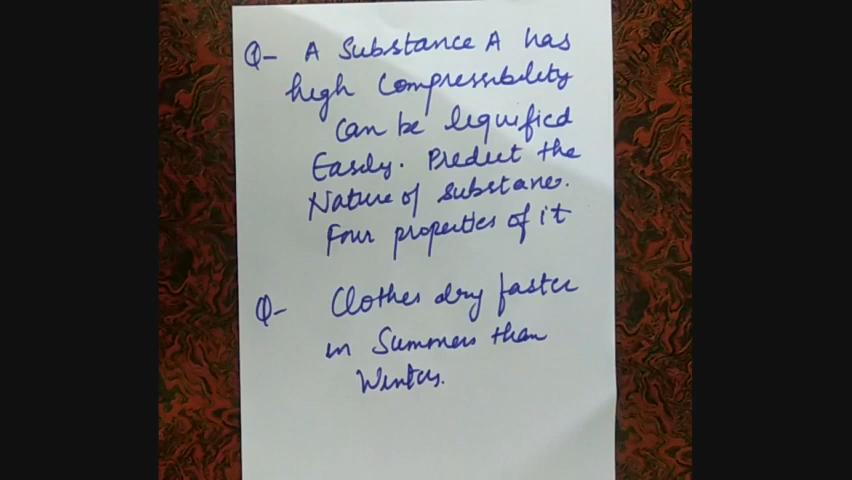 Q- A Substance A has
high Compressibility
Can be liquified
Easily. Predict the
Nature of substance.
Four properties of it
Q- Clothes dry faster
in Summers than
Winters.